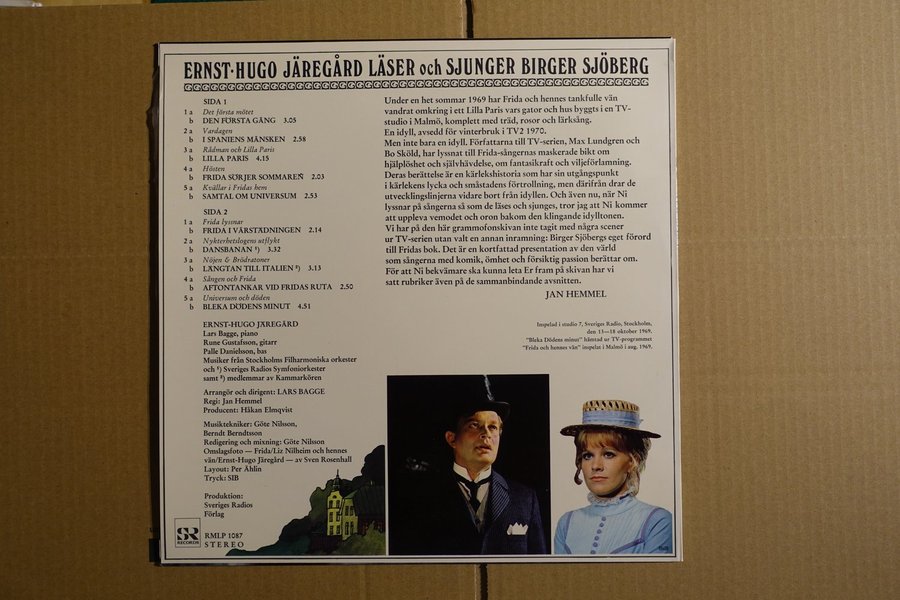 ERNST-HUGO JÄREGÅRD LÄSER och SJUNGER BIRGER SJÖBERG
SIDA 1
1 a Det första mötet
b DEN FÖRSTA GÅNG 3.05
2 a Vardagen
b I SPANIENS MÅNSKEN 2.58
3 a Rådman och Lilla Paris
b LILLA PARIS 4.15
4 a Hösten
b FRIDA SÖRJER SOMMAREN 2.03
5 a Kvällar i Fridas hem
b SAMTAL OM UNIVERSUM 2.53
SIDA 2
1 a Frida lyssnar
b FRIDA I VÅRSTÄDNINGEN 2.14
2 a Nykterhetslogens utflykt
b DANSBANAN ¹) 3.32
3 a Nöjen & Brödratoner
b LÄNGTAN TILL ITALIEN ²) 3.13
4 a Sången och Frida
b AFTONTANKAR VID FRIDAS RUTA 2.50
5 a Universum och döden
b BLEKA DÖDENS MINUT 4.51
ERNST-HUGO JÄREGÅRD
Lars Bagge, piano
Rune Gustafsson, gitarr
Palle Danielsson, bas
Musiker från Stockholms Filharmoniska orkester
och ¹) Sveriges Radios Symfoniorkester
samt ²) medlemmar av Kammarkören
Arrangör och dirigent: LARS BAGGE
Regi: Jan Hemmel
Producent: Håkan Elmqvist
Musiktekniker: Göte Nilsson,
Berndt Berndtsson
Redigering och mixning: Göte Nilsson
Omslagsfoto — Frida/Liz Nilheim och hennes
vän/Ernst-Hugo Järegård — av Sven Rosenhall
Layout: Per Åhlin
Tryck: SIB
Produktion:
Sveriges Radios
Förlag
SR
RECORDS
RMLP 1087
STEREO
Under en het sommar 1969 har Frida och hennes tankfulle vän
vandrat omkring i ett Lilla Paris vars gator och hus byggts i en TV-
studio i Malmö, komplett med träd, rosor och lärksång.
En idyll, avsedd för vinterbruk i TV2 1970.
Men inte bara en idyll. Författarna till TV-serien, Max Lundgren och
Bo Sköld, har lyssnat till Frida-sångernas maskerade bikt om
hjälplöshet och självhävdelse, om fantasikraft och viljeförlamning.
Deras berättelse är en kärlekshistoria som har sin utgångspunkt
i kärlekens lycka och småstadens förtrollning, men därifrån drar de
utvecklingslinjerna vidare bort från idyllen. Och även nu, när Ni
lyssnar på sångerna så som de läses och sjunges, tror jag att Ni kommer
att uppleva vemodet och oron bakom den klingande idylltonen.
Vi har på den här grammofonskivan inte tagit med några scener
ur TV-serien utan valt en annan inramning: Birger Sjöbergs eget förord
till Fridas bok. Det är en kortfattad presentation av den värld
som sångerna med komik, ömhet och försiktig passion berättar om.
För att Ni bekvämare ska kunna leta Er fram på skivan har vi
satt rubriker även på de sammanbindande avsnitten.
JAN HEMMEL
Inspelad i studio 7, Sveriges Radio, Stockholm,
den 13—18 oktober 1969.
"Bleka Dödens minut" hämtad ur TV-programmet
"Frida och hennes vän" inspelat i Malmö i aug. 1969.